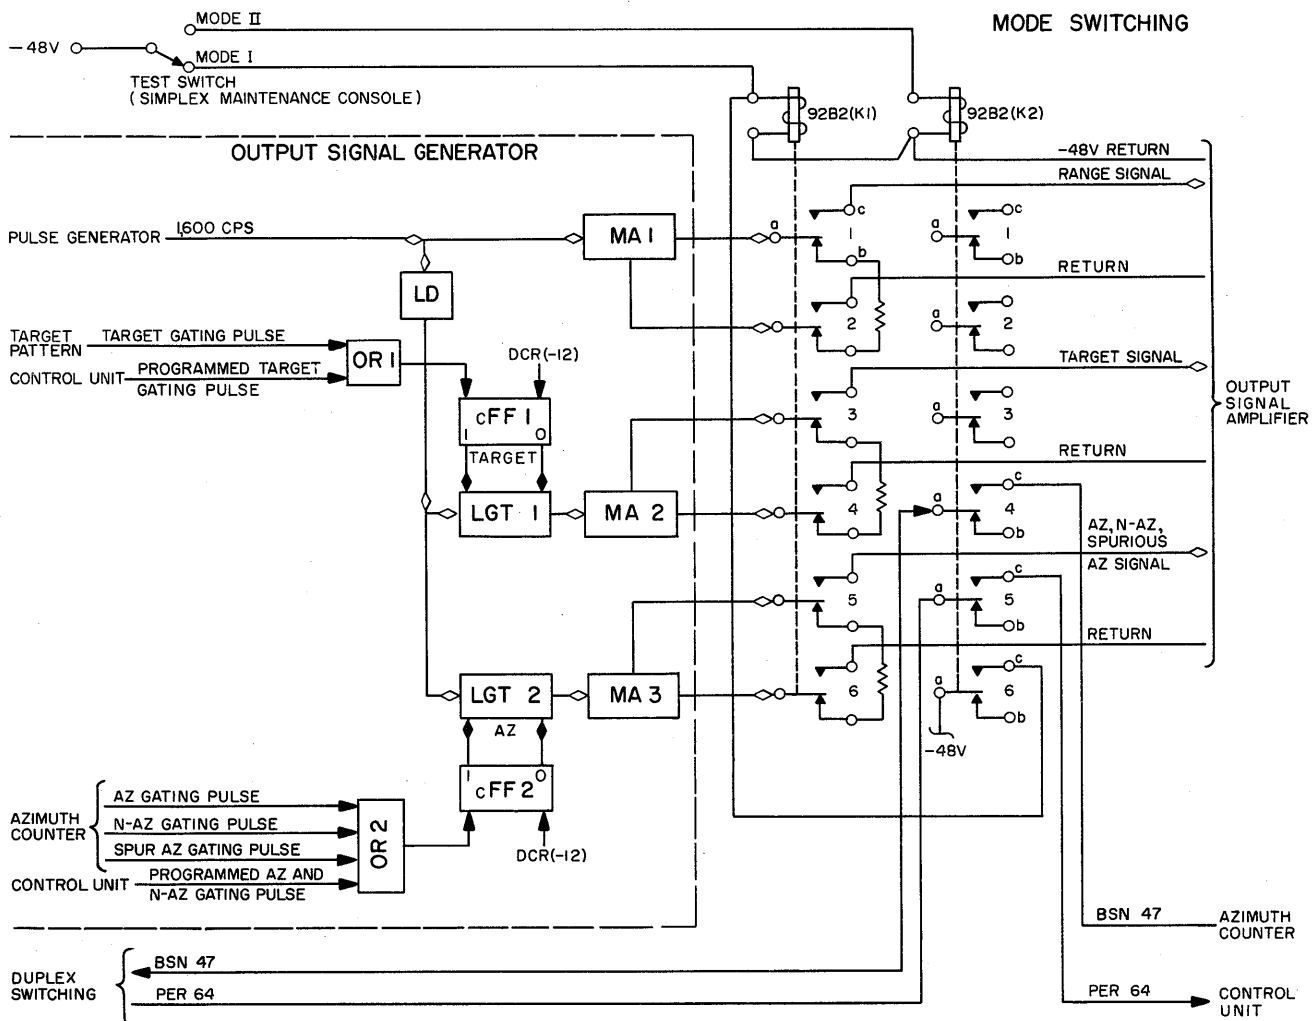 MODE II
MODE SWITCHING
-48V
MODE I
TEST SWITCH
(SIMPLEX MAINTENANCE CONSOLE)
92B2(K1)
92B2(K2)
OUTPUT SIGNAL GENERATOR
-48V RETURN
RANGE SIGNAL
PULSE GENERATOR
1,600 CPS
MA 1
a
c
1
b
a
c
1
b
LD
RETURN
2
a
2
TARGET
PATTERN
TARGET GATING PULSE
CONTROL UNIT
PROGRAMMED TARGET
GATING PULSE
OR 1
DCR(-12)
TARGET SIGNAL
OUTPUT
SIGNAL
AMPLIFIER
cFF 1
1
0
TARGET
3
a
3
RETURN
LGT 1
MA 2
4
a
c
4
b
AZ, N-AZ,
SPURIOUS
AZ SIGNAL
5
a
c
5
b
RETURN
LGT 2
MA 3
6
a
c
6
b
-48V
AZ
1
0
cFF 2
DCR(-12)
AZIMUTH
COUNTER
AZ GATING PULSE
N-AZ GATING PULSE
SPUR AZ GATING PULSE
CONTROL UNIT
PROGRAMMED AZ AND
N-AZ GATING PULSE
OR 2
BSN 47
AZIMUTH
COUNTER
DUPLEX
SWITCHING
BSN 47
PER 64
PER 64
CONTROL
UNIT